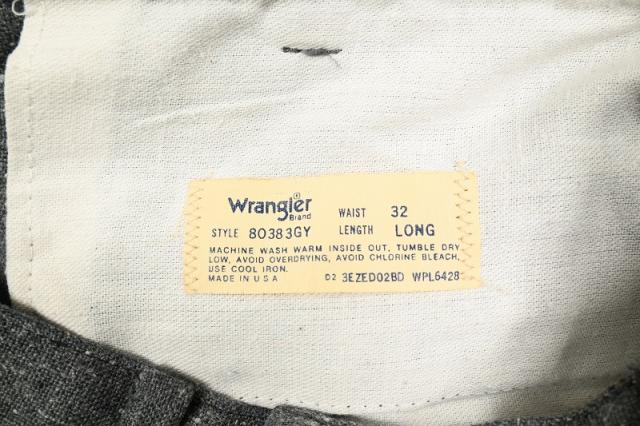 Wrangler®
Brand
WAIST 32
STYLE 80383GY LENGTH LONG
MACHINE WASH WARM INSIDE OUT, TUMBLE DRY
LOW, AVOID OVERDRYING, AVOID CHLORINE BLEACH,
USE COOL IRON.
MADE IN U S A D2 3EZED02BD WPL6428